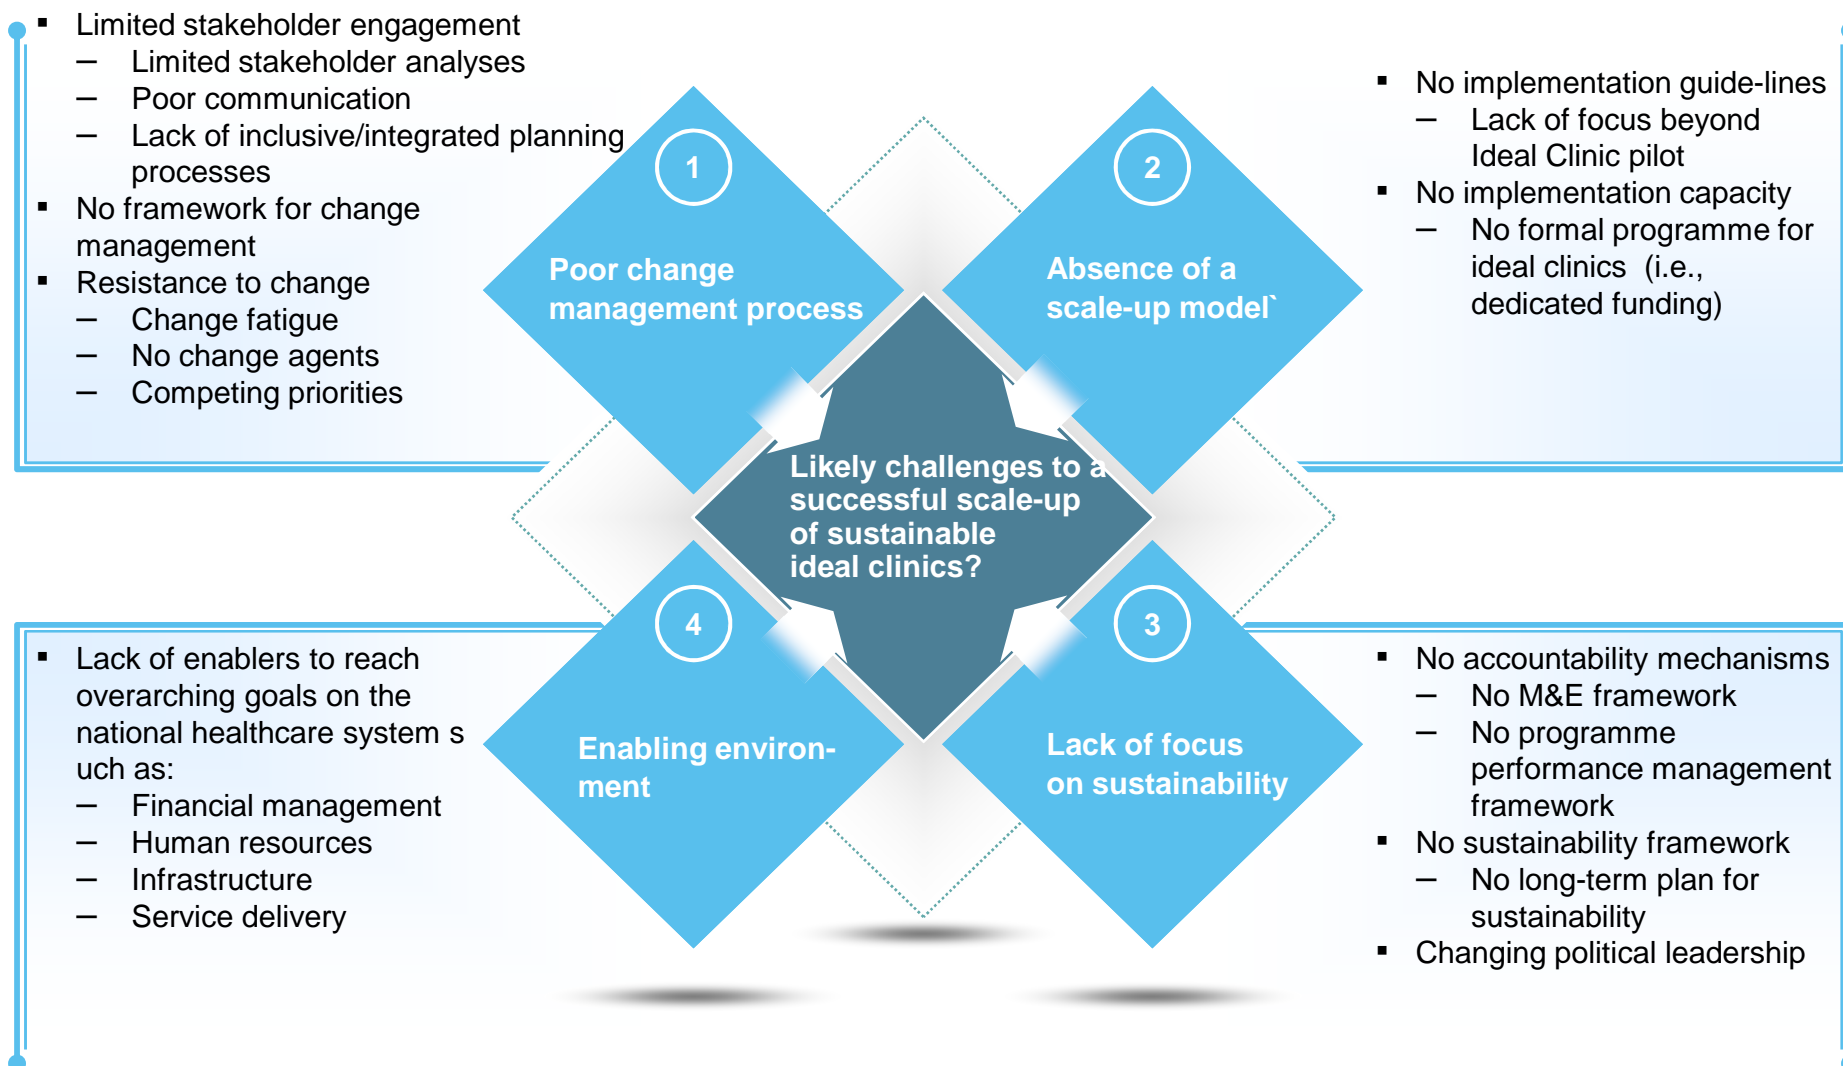 ▪ Limited stakeholder engagement
– Limited stakeholder analyses
– Poor communication
– Lack of inclusive/integrated planning
processes
▪ No framework for change
management
▪ Resistance to change
– Change fatigue
– No change agents
– Competing priorities
1
Poor change
management process
2
Absence of a
scale-up model`
▪ No implementation guide-lines
– Lack of focus beyond
Ideal Clinic pilot
▪ No implementation capacity
– No formal programme for
ideal clinics (i.e.,
dedicated funding)
Likely challenges to a
successful scale-up
of sustainable
ideal clinics?
▪ Lack of enablers to reach
overarching goals on the
national healthcare system s
uch as:
– Financial management
– Human resources
– Infrastructure
– Service delivery
4
Enabling environ-
ment
3
Lack of focus
on sustainability
▪ No accountability mechanisms
– No M&E framework
– No programme
performance management
framework
▪ No sustainability framework
– No long-term plan for
sustainability
▪ Changing political leadership